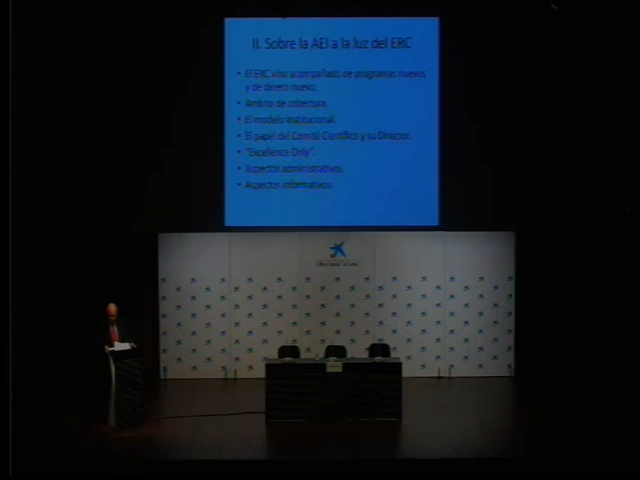 II. Sobre la AEI a la luz del ERC
• El ERC vino acompañado de programas nuevos
y de dinero nuevo.
• Ambito de cobertura.
• El modelo institucional.
• El papel del Comité Científico y su Director.
• "Excellence Only".
• Aspectos administrativos.
• Aspectos informativos.